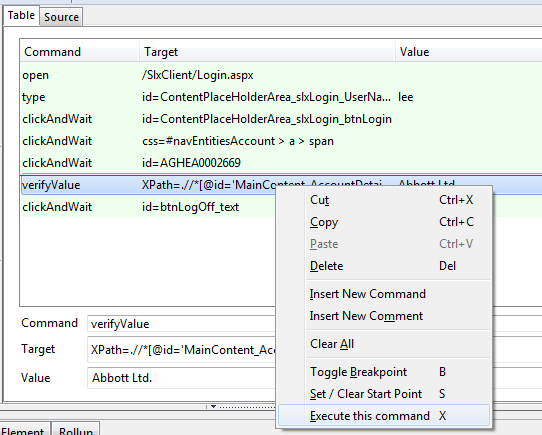 Table Source
Command Target Value
open /SlxClient/Login.aspx
type id=ContentPlaceHolderArea_slxLogin_UserNa... lee
clickAndWait id=ContentPlaceHolderArea_slxLogin_btnLogin
clickAndWait css=#navEntitiesAccount > a > span
clickAndWait id=AGHEA0002669
verifyValue XPath=.//*[@id='MainContent_AccountDetai... Abbott Ltd.
clickAndWait id=btnLogOff_text
Cut Ctrl+X
Copy Ctrl+C
Paste Ctrl+V
Delete Del
Insert New Command
Insert New Comment
Clear All
Toggle Breakpoint B
Set / Clear Start Point S
Execute this command X
Command verifyValue
Target XPath=.//*[@id='MainContent_Acc
Value Abbott Ltd.
Element Rollup